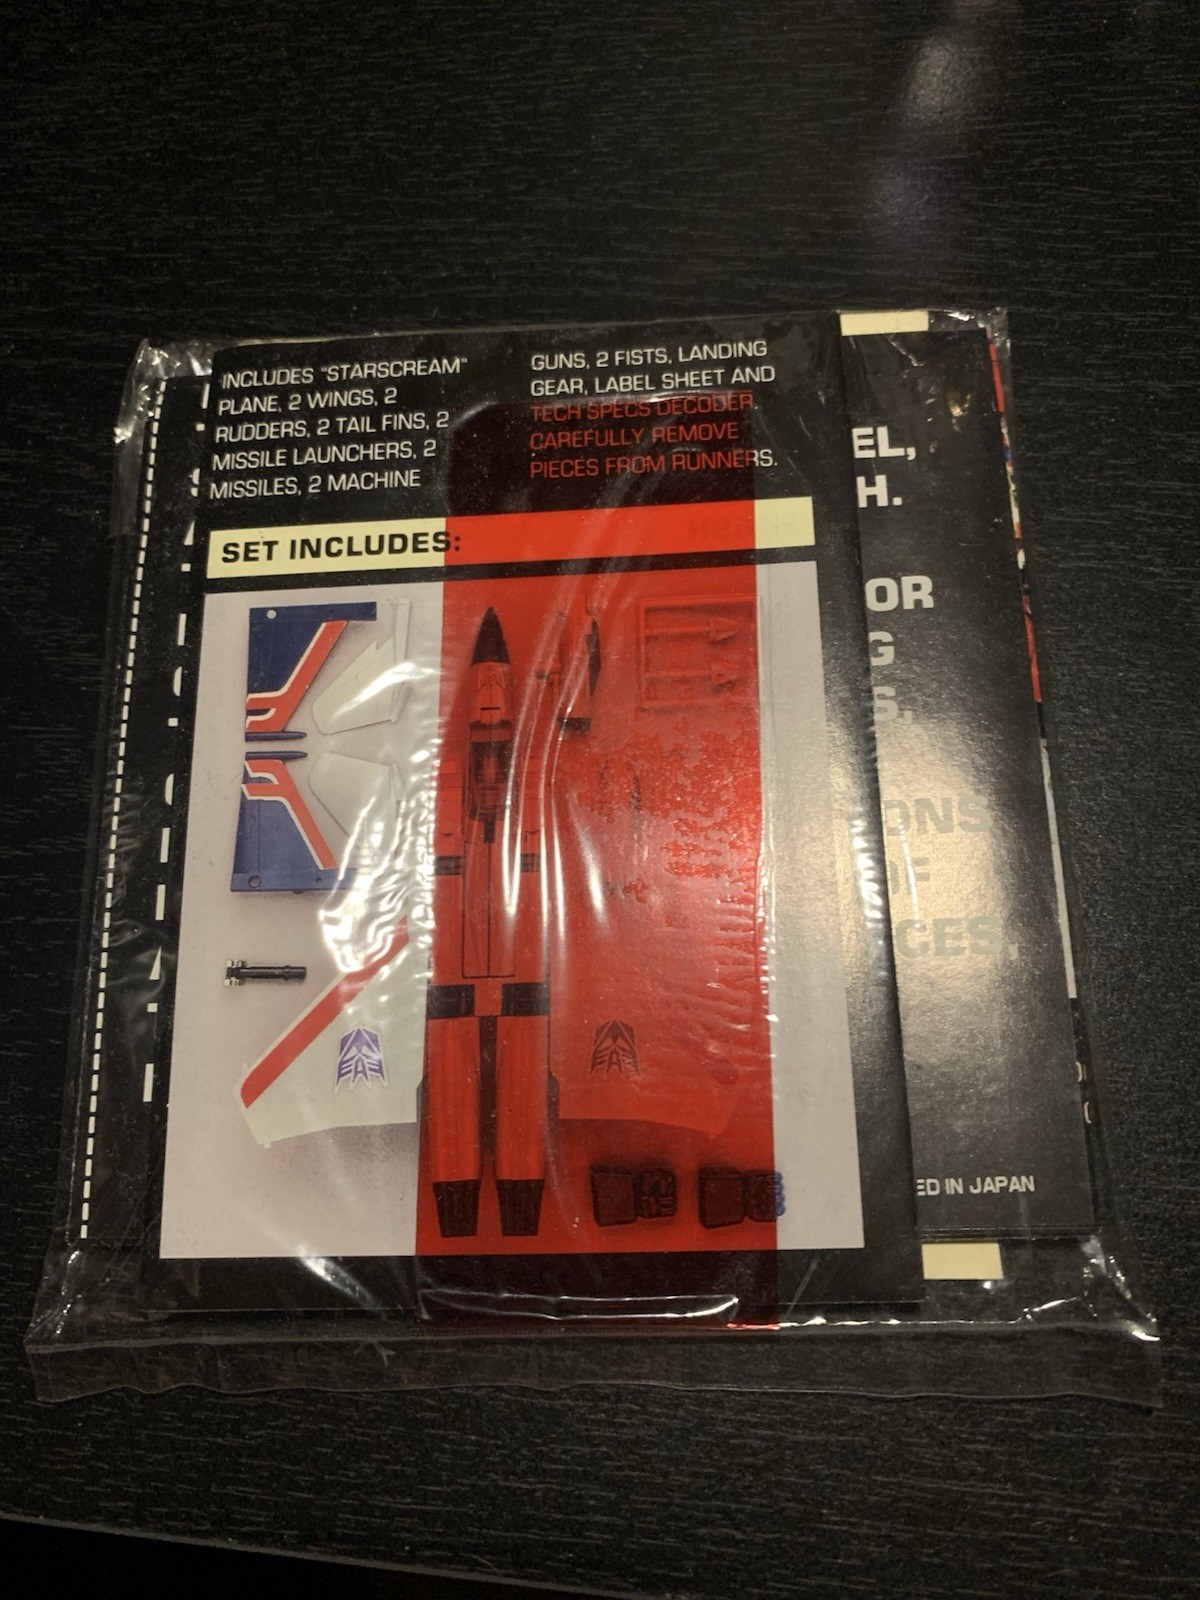 INCLUDES "STARSCREAM"
PLANE, 2 WINGS, 2
RUDDERS, 2 TAIL FINS, 2
MISSILE LAUNCHERS, 2
MISSILES, 2 MACHINE
GUNS, 2 FISTS, LANDING
GEAR, LABEL SHEET AND
TECH SPECS DECODER
CAREFULLY REMOVE
PIECES FROM RUNNERS.
SET INCLUDES:
EL,
H.
OR
G
S,
ONS
OF
CES.
ED IN JAPAN